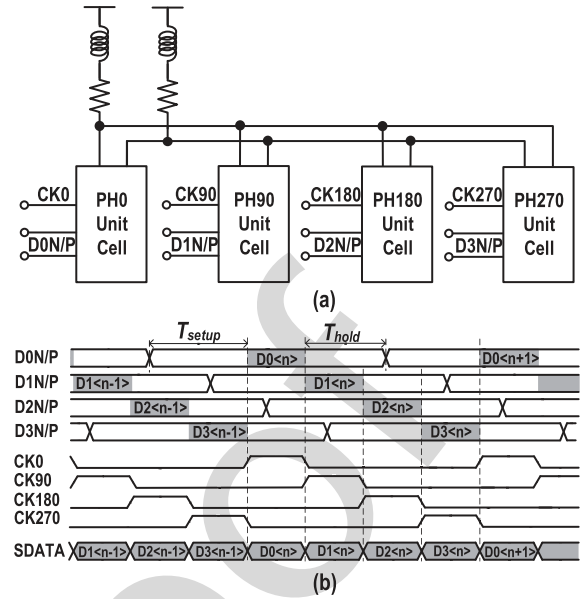 CK0
PH0
Unit
Cell
D0N/P
CK90
PH90
Unit
Cell
D1N/P
CK180
PH180
Unit
Cell
D2N/P
CK270
PH270
Unit
Cell
D3N/P
(a)
Tsetup
Thold
D0N/P D0<n> D0<n+1>
D1N/P D1<n-1> D1<n>
D2N/P D2<n-1> D2<n>
D3N/P D3<n-1> D3<n>
CK0
CK90
CK180
CK270
SDATA D1<n-1> D2<n-1> D3<n-1> D0<n> D1<n> D2<n> D3<n> D0<n+1>
(b)